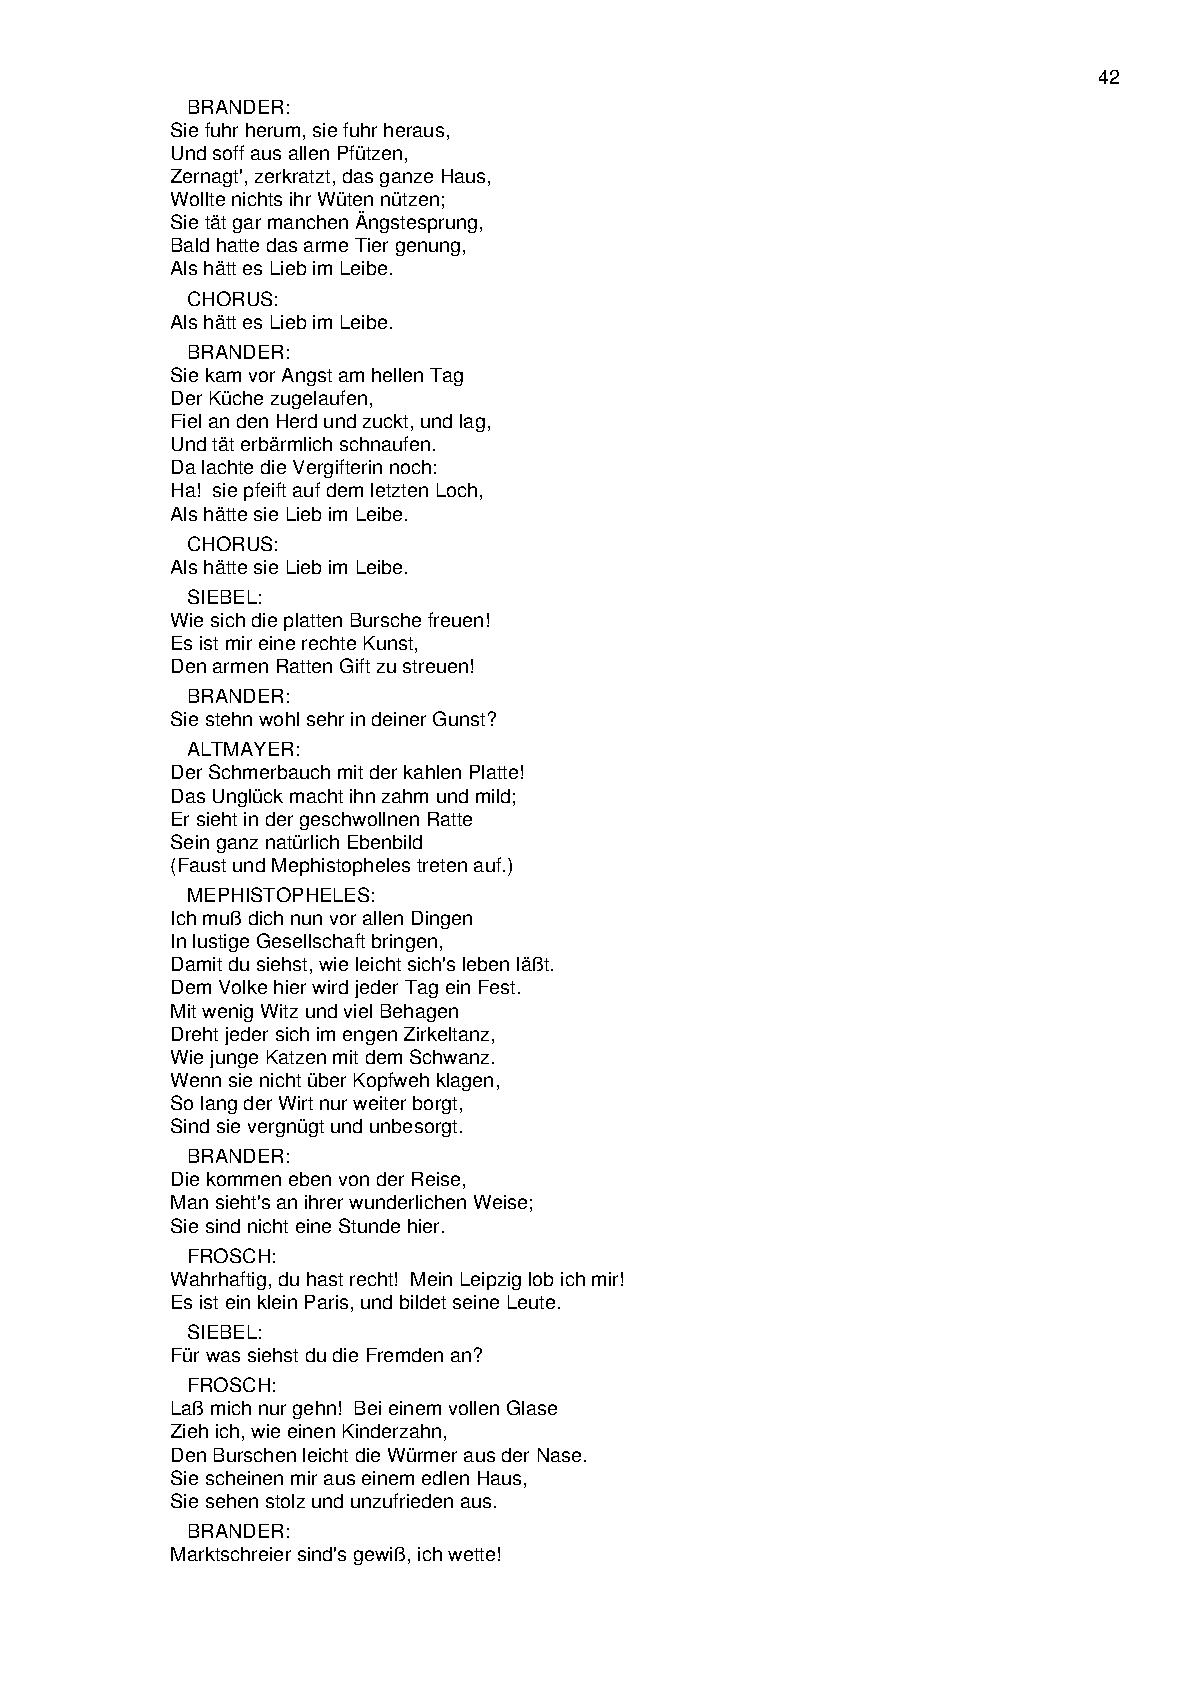 42
BRANDER:
Sie fuhr herum, sie fuhr heraus,
Und soff aus allen Pfützen,
Zernagt', zerkratzt, das ganze Haus,
Wollte nichts ihr Wüten nützen;
Sie tät gar manchen Ängstesprung,
Bald hatte das arme Tier genung,
Als hätt es Lieb im Leibe.
CHORUS:
Als hätt es Lieb im Leibe.
BRANDER:
Sie kam vor Angst am hellen Tag
Der Küche zugelaufen,
Fiel an den Herd und zuckt, und lag,
Und tät erbärmlich schnaufen.
Da lachte die Vergifterin noch:
Ha!  sie pfeift auf dem letzten Loch,
Als hätte sie Lieb im Leibe.
CHORUS:
Als hätte sie Lieb im Leibe.
SIEBEL:
Wie sich die platten Bursche freuen!
Es ist mir eine rechte Kunst,
Den armen Ratten Gift zu streuen!
BRANDER:
Sie stehn wohl sehr in deiner Gunst?
ALTMAYER:
Der Schmerbauch mit der kahlen Platte!
Das Unglück macht ihn zahm und mild;
Er sieht in der geschwollnen Ratte
Sein ganz natürlich Ebenbild
(Faust und Mephistopheles treten auf.)
MEPHISTOPHELES:
Ich muß dich nun vor allen Dingen
In lustige Gesellschaft bringen,
Damit du siehst, wie leicht sich's leben läßt.
Dem Volke hier wird jeder Tag ein Fest.
Mit wenig Witz und viel Behagen
Dreht jeder sich im engen Zirkeltanz,
Wie junge Katzen mit dem Schwanz.
Wenn sie nicht über Kopfweh klagen,
So lang der Wirt nur weiter borgt,
Sind sie vergnügt und unbesorgt.
BRANDER:
Die kommen eben von der Reise,
Man sieht's an ihrer wunderlichen Weise;
Sie sind nicht eine Stunde hier.
FROSCH:
Wahrhaftig, du hast recht!  Mein Leipzig lob ich mir!
Es ist ein klein Paris, und bildet seine Leute.
SIEBEL:
Für was siehst du die Fremden an?
FROSCH:
Laß mich nur gehn!  Bei einem vollen Glase
Zieh ich, wie einen Kinderzahn,
Den Burschen leicht die Würmer aus der Nase.
Sie scheinen mir aus einem edlen Haus,
Sie sehen stolz und unzufrieden aus.
BRANDER:
Marktschreier sind's gewiß, ich wette!